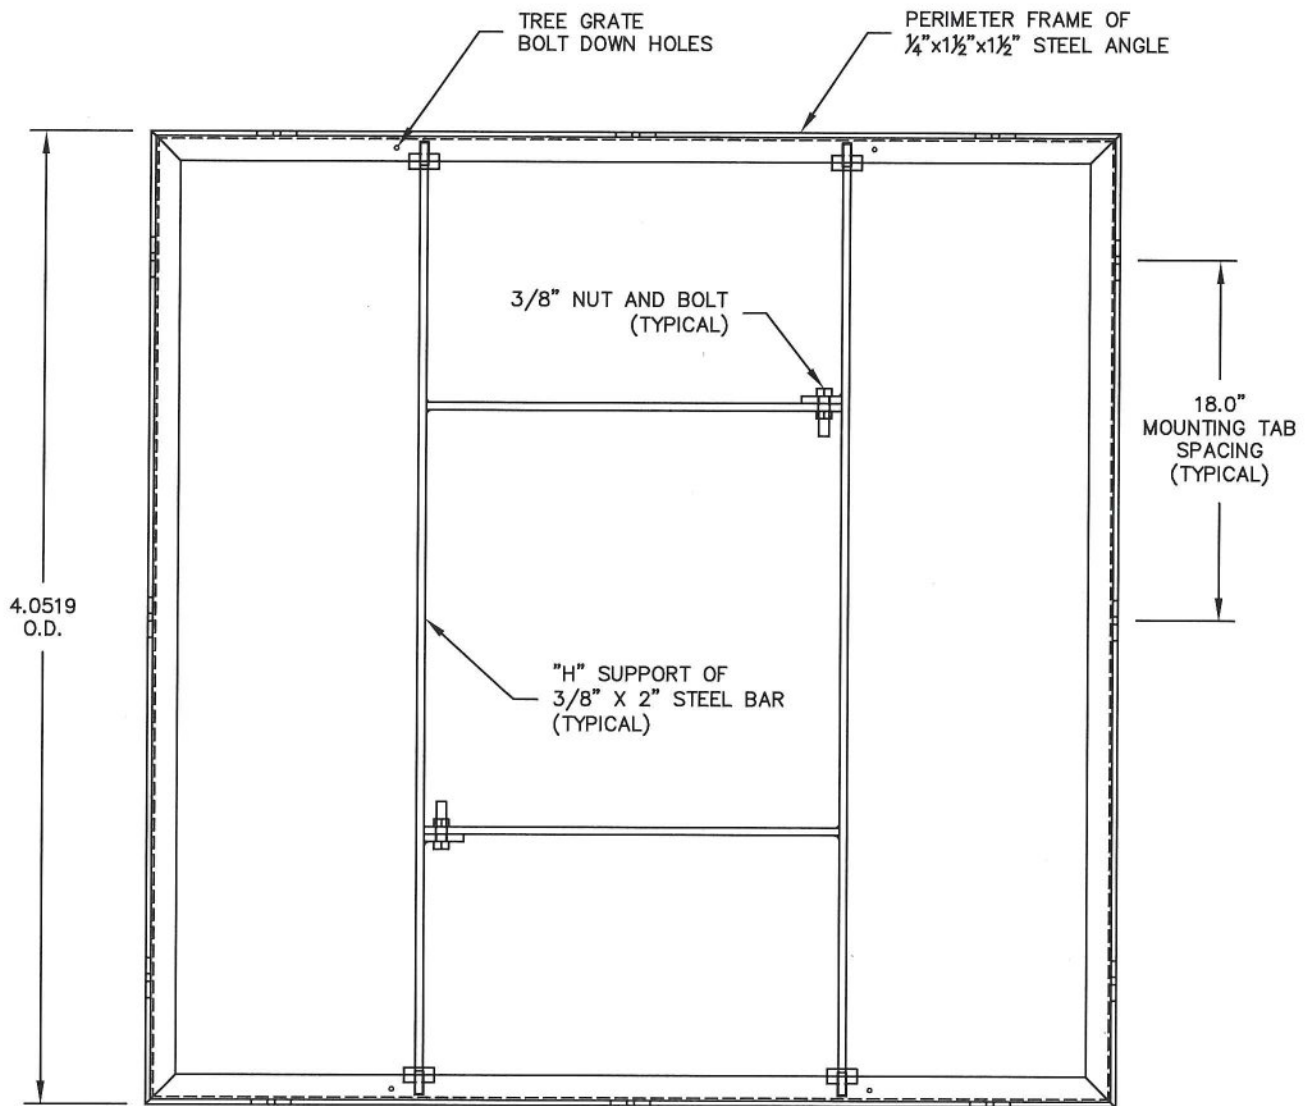 TREE GRATE
BOLT DOWN HOLES
PERIMETER FRAME OF
¼"x1½"x1½" STEEL ANGLE
3/8" NUT AND BOLT
(TYPICAL)
18.0"
MOUNTING TAB
SPACING
(TYPICAL)
4.0519
O.D.
"H" SUPPORT OF
3/8" X 2" STEEL BAR
(TYPICAL)